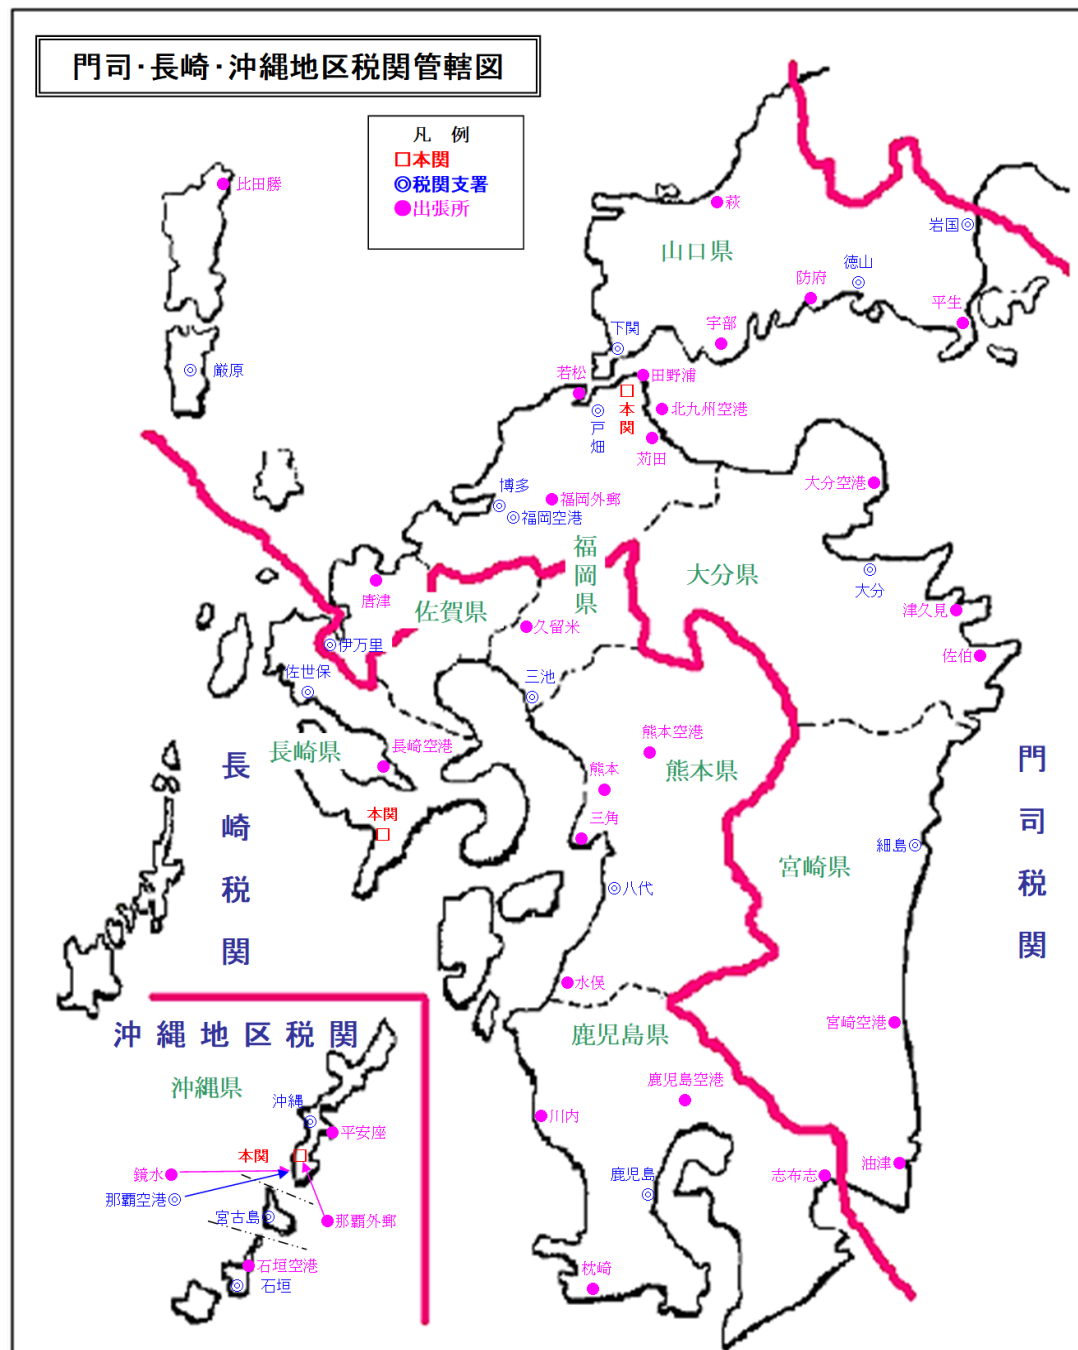 門司・長崎・沖縄地区税関管轄図
凡 例
□本関
◎税関支署
●出張所
比田勝
厳原
萩
岩国
山口県
徳山
防府
平生
宇部
下関
若松
田野浦
□本関
北九州空港
戸畑
苅田
大分空港
博多
福岡外郵
福岡空港
福岡県
大分県
大分
唐津
佐賀県
津久見
久留米
伊万里
佐伯
佐世保
三池
長崎県
長崎空港
熊本空港
熊本県
熊本
長崎税関
門司税関
本関
三角
細島
宮崎県
八代
水俣
宮崎空港
鹿児島県
沖縄地区税関
沖縄県
鹿児島空港
沖縄
川内
平安座
本関
鏡水
那覇空港
油津
志布志
鹿児島
宮古島
那覇外郵
石垣空港
石垣
枕崎